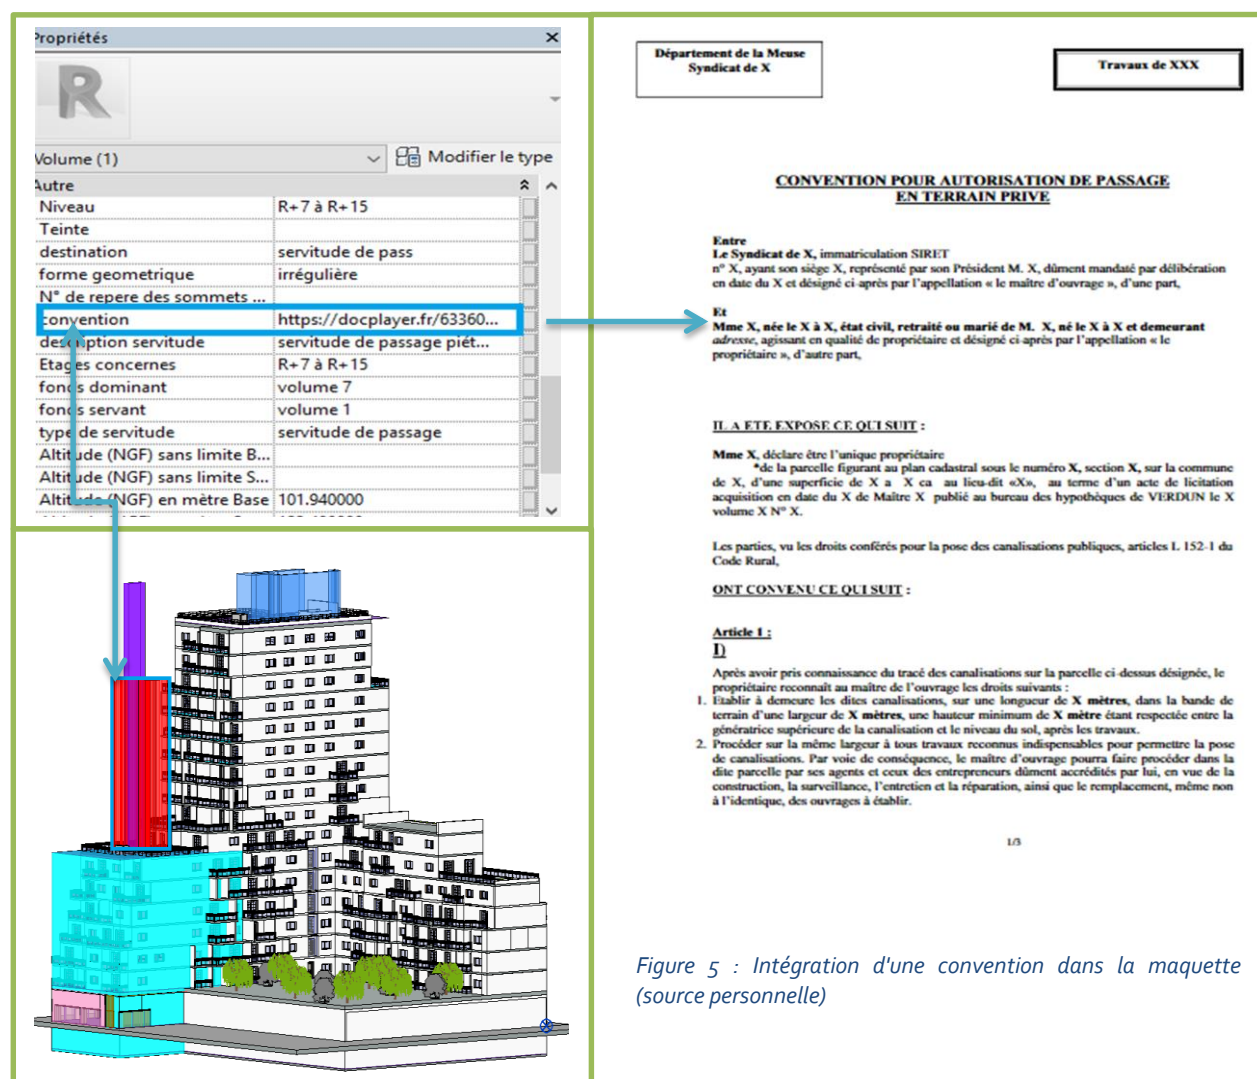 Propriétés
Volume (1)
Modifier le type
Autre
Niveau R+7 à R+15
Teinte
destination servitude de pass
forme geometrique irrégulière
N° de repere des sommets ...
convention https://docplayer.fr/63360...
description servitude servitude de passage piét...
Etages concernes R+7 à R+15
fonds dominant volume 7
fonds servant volume 1
type de servitude servitude de passage
Altitude (NGF) sans limite B...
Altitude (NGF) sans limite S...
Altitude (NGF) en mètre Base 101.940000
Département de la Meuse
Syndicat de X
Travaux de XXX
CONVENTION POUR AUTORISATION DE PASSAGE
EN TERRAIN PRIVE
Entre
Le Syndicat de X, immatriculation SIRET
n° X, ayant son siège X, représenté par son Président M. X, dûment mandaté par délibération
en date du X et désigné ci-après par l'appellation « le maître d'ouvrage », d'une part,
Et
Mme X, née le X à X, état civil, retraité ou marié de M. X, né le X à X et demeurant
adresse, agissant en qualité de propriétaire et désigné ci-après par l'appellation « le
propriétaire », d'autre part,
IL A ETE EXPOSE CE QUI SUIT :
Mme X, déclare être l'unique propriétaire
*de la parcelle figurant au plan cadastral sous le numéro X, section X, sur la commune
de X, d'une superficie de X a X ca au lieu-dit «X», au terme d'un acte de licitation
acquisition en date du X de Maître X publié au bureau des hypothèques de VERDUN le X
volume X N° X.
Les parties, vu les droits conférés pour la pose des canalisations publiques, articles L 152-1 du
Code Rural,
ONT CONVENU CE QUI SUIT :
Article 1 :
I)
Après avoir pris connaissance du tracé des canalisations sur la parcelle ci-dessus désignée, le
propriétaire reconnaît au maître de l'ouvrage les droits suivants :
1. Etablir à demeure les dites canalisations, sur une longueur de X mètres, dans la bande de
terrain d'une largeur de X mètres, une hauteur minimum de X mètre étant respectée entre la
génératrice supérieure de la canalisation et le niveau du sol, après les travaux.
2. Procéder sur la même largeur à tous travaux reconnus indispensables pour permettre la pose
de canalisations. Par voie de conséquence, le maître d'ouvrage pourra faire procéder dans la
dite parcelle par ses agents et ceux des entrepreneurs dûment accrédités par lui, en vue de la
construction, la surveillance, l'entretien et la réparation, ainsi que le remplacement, même non
à l'identique, des ouvrages à établir.
1/3
Figure 5 : Intégration d'une convention dans la maquette
(source personnelle)